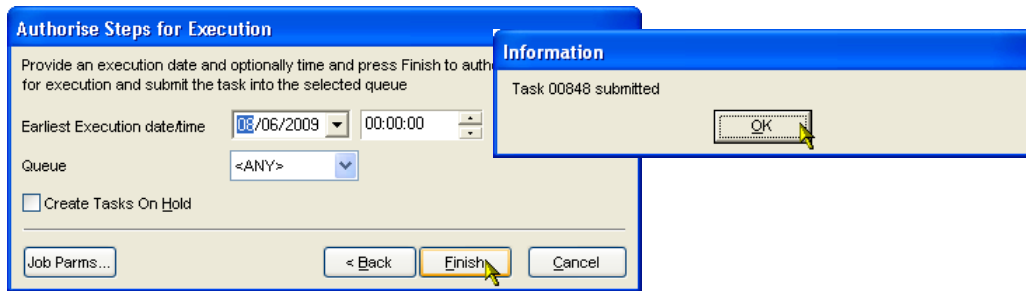 Authorise Steps for Execution
Provide an execution date and optionally time and press Finish to autho
for execution and submit the task into the selected queue
Earliest Execution date/time 08/06/2009 00:00:00
Queue <ANY>
Create Tasks On Hold
Job Parms... < Back Finish Cancel
Information
Task 00848 submitted
OK